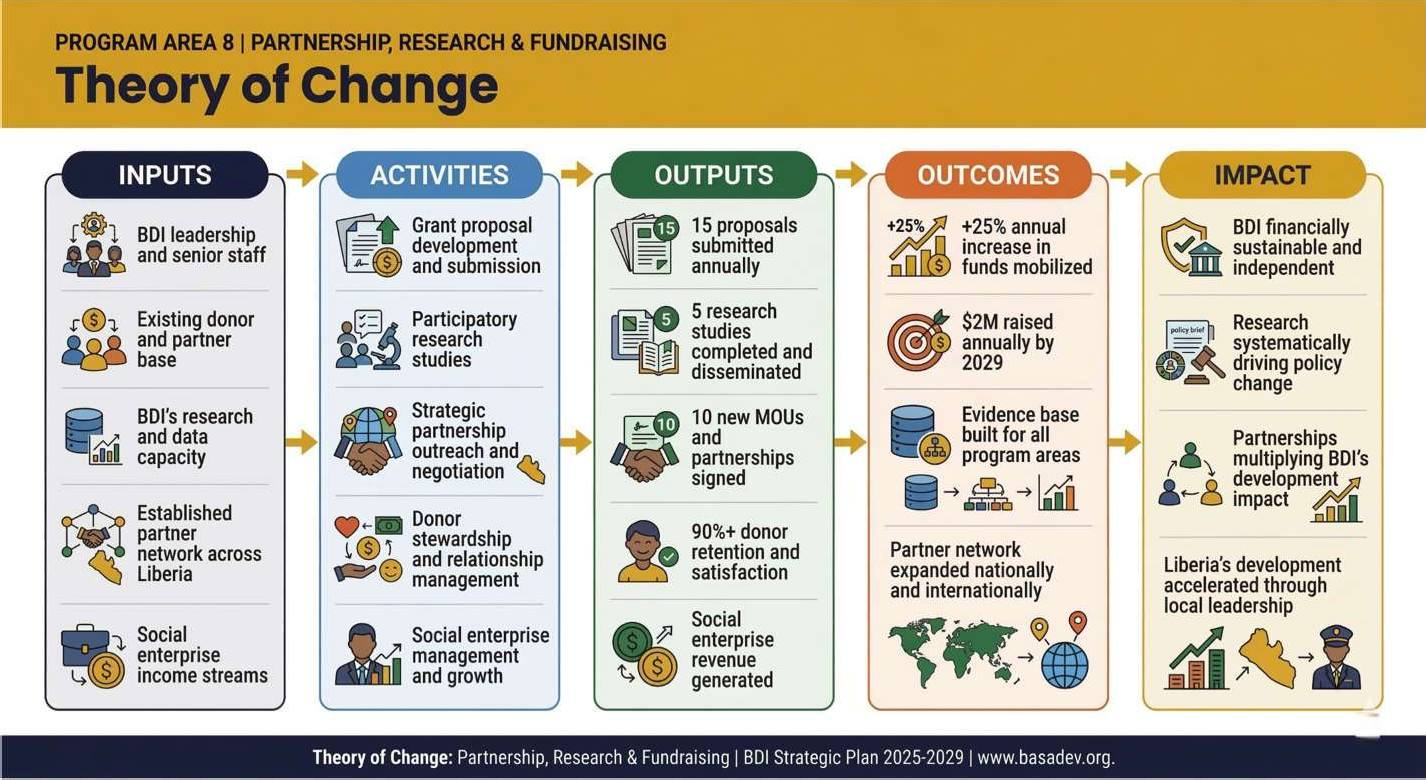 PROGRAM AREA 8 | PARTNERSHIP, RESEARCH & FUNDRAISING
Theory of Change
INPUTS
BDI leadership
and senior staff
Existing donor
and partner
base
BDI's research
and data
capacity
Established
partner
network across
Liberia
Social
enterprise
income streams
ACTIVITIES
Grant proposal
development
and submission
Participatory
research
studies
Strategic
partnership
outreach and
negotiation
Donor
stewardship
and relationship
management
Social enterprise
management
and growth
OUTPUTS
15
15 proposals
submitted
annually
5
5 research
studies
completed and
disseminated
10
10 new MOUs
and
partnerships
signed
90%+ donor
retention and
satisfaction
Social
enterprise
revenue
generated
OUTCOMES
+25%
+25% annual
increase in
funds mobilized
$2M raised
annually by
2029
Evidence base
built for all
program areas
Partner network
expanded nationally
and internationally
IMPACT
BDI financially
sustainable and
independent
policy brief
Research
systematically
driving policy
change
Partnerships
multiplying BDI's
development
impact
Liberia's development
accelerated through
local leadership
Theory of Change: Partnership, Research & Fundraising | BDI Strategic Plan 2025-2029 | www.basadev.org.